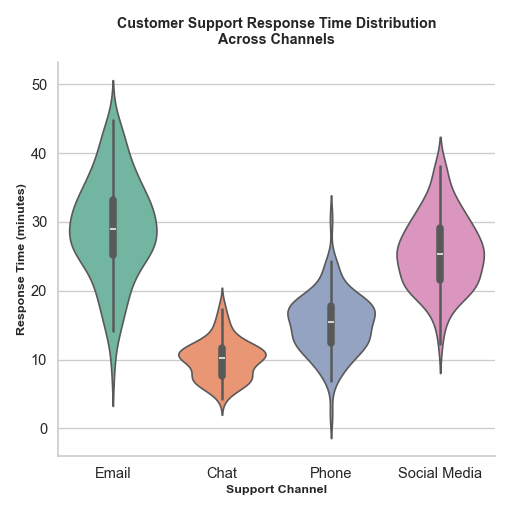 Customer Support Response Time Distribution
Across Channels
Response Time (minutes)
50
40
30
20
10
0
Email Chat Phone Social Media
Support Channel